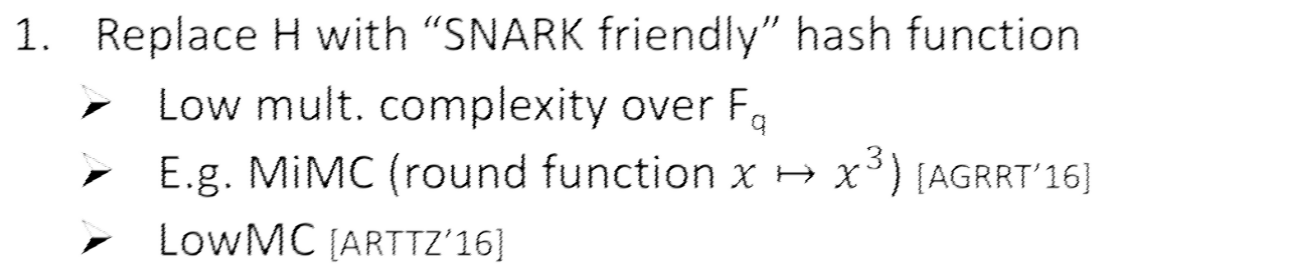 1. Replace H with “SNARK friendly” hash function
➢ Low mult. complexity over F_q
➢ E.g. MiMC (round function x ↦ x³) [AGRRT’16]
➢ LowMC [ARTTZ’16]